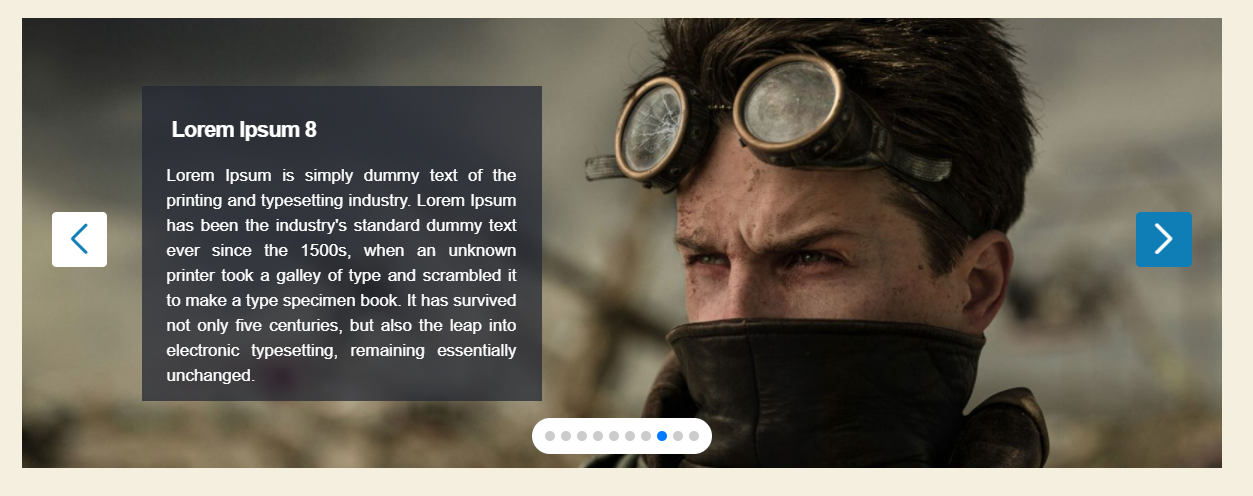 Lorem Ipsum 8
Lorem Ipsum is simply dummy text of the
printing and typesetting industry. Lorem Ipsum
has been the industry's standard dummy text
ever since the 1500s, when an unknown
printer took a galley of type and scrambled it
to make a type specimen book. It has survived
not only five centuries, but also the leap into
electronic typesetting, remaining essentially
unchanged.